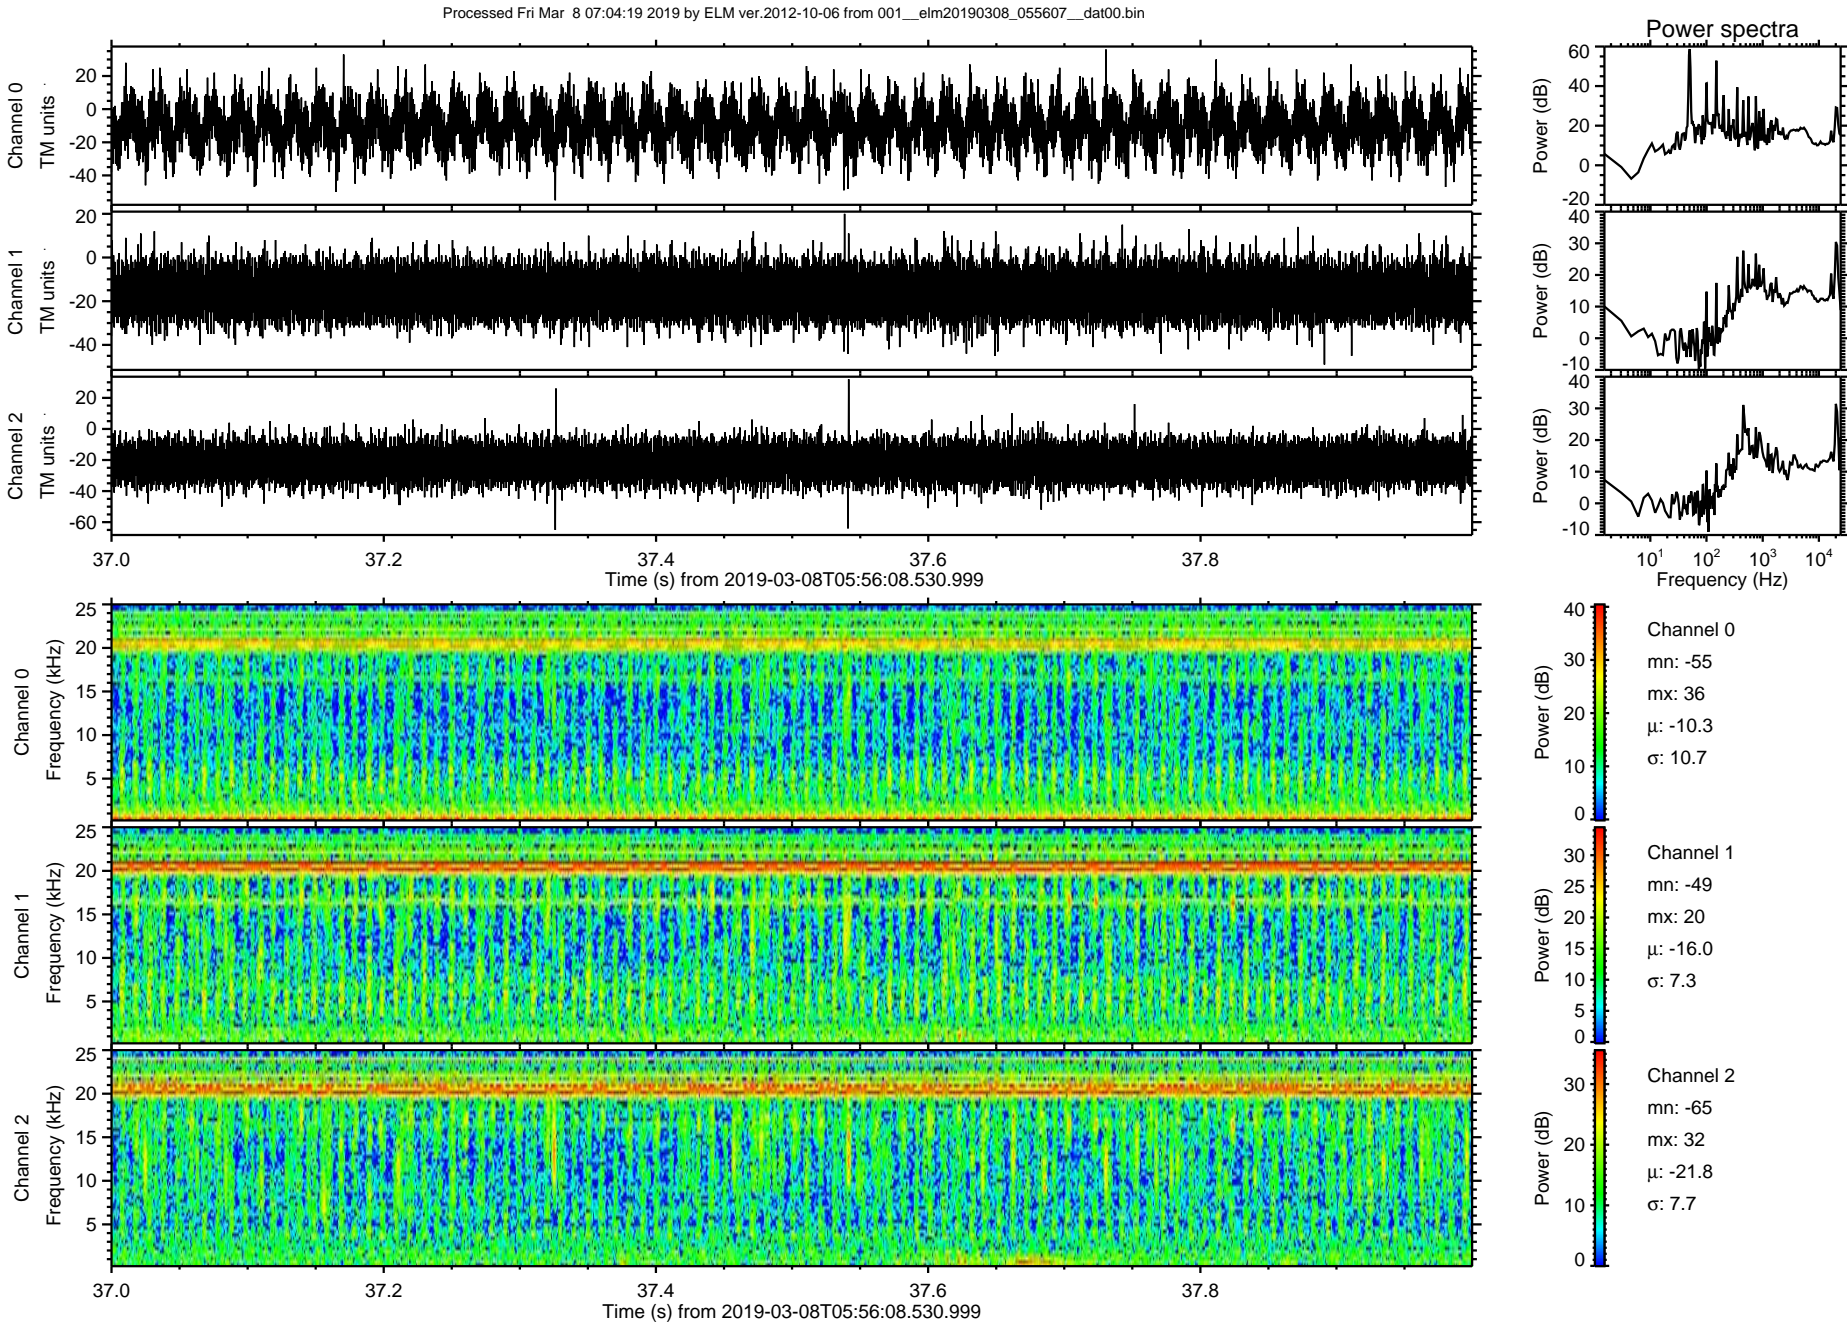 Processed Fri Mar 8 07:04:19 2019 by ELM ver.2012-10-06 from 001__elm20190308_055607__dat00.bin
Power spectra
Channel 0
TM units
20
0
-20
-40
Power (dB)
60
40
20
0
-20
Channel 1
TM units
20
0
-20
-40
Power (dB)
40
30
20
10
0
-10
Channel 2
TM units
20
0
-20
-40
-60
Power (dB)
40
30
20
10
0
-10
37.0 37.2 37.4 37.6 37.8
Time (s) from 2019-03-08T05:56:08.530.999
10^1 10^2 10^3 10^4
Frequency (Hz)
Channel 0
Frequency (kHz)
25
20
15
10
5
Power (dB)
40
30
20
10
0
Channel 0
mn: -55
mx: 36
μ: -10.3
σ: 10.7
Channel 1
Frequency (kHz)
25
20
15
10
5
Power (dB)
30
25
20
15
10
5
0
Channel 1
mn: -49
mx: 20
μ: -16.0
σ: 7.3
Channel 2
Frequency (kHz)
25
20
15
10
5
Power (dB)
30
20
10
0
Channel 2
mn: -65
mx: 32
μ: -21.8
σ: 7.7
37.0 37.2 37.4 37.6 37.8
Time (s) from 2019-03-08T05:56:08.530.999